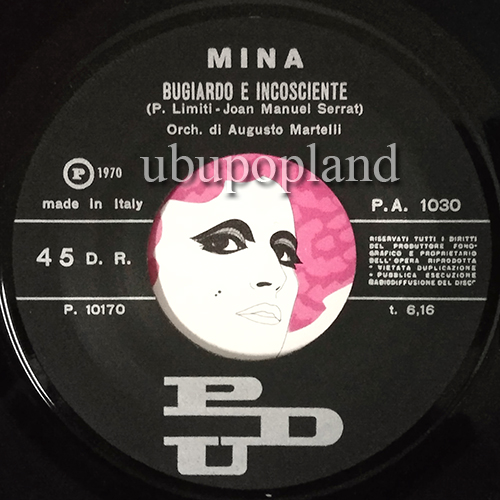 MINA
BUGIARDO E INCOSCIENTE
(P. Limiti - Joan Manuel Serrat)
Orch. di Augusto Martelli
ubupopland
P 1970
made in Italy
P.A. 1030
45 D. R.
RISERVATI TUTTI I DIRITTI
DEL PRODUTTORE FONO-
GRAFICO E PROPRIETARIO
DELL'OPERA RIPRODOTTA
- VIETATA DUPLICAZIONE
- PUBBLICA ESECUZIONE
RADIODIFFUSIONE DEL DISCO
P. 10170
t. 6,16
PDU